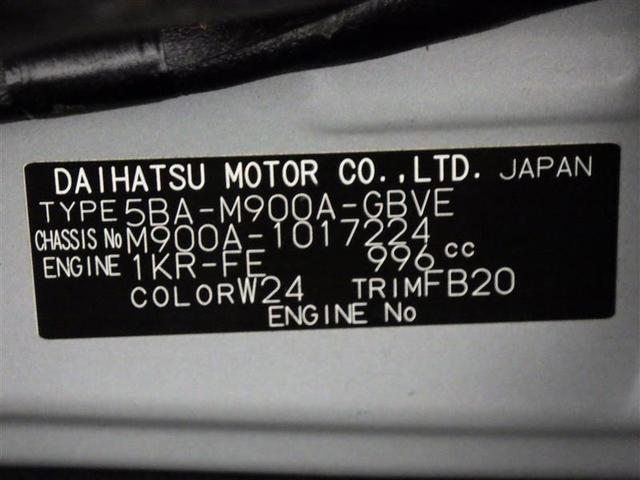 DAIHATSU MOTOR CO.,LTD. JAPAN
TYPE 5BA-M900A-GBVE
CHASSIS No M900A-1017224
ENGINE 1KR-FE 996 cc
COLOR W24 TRIM FB20
ENGINE No